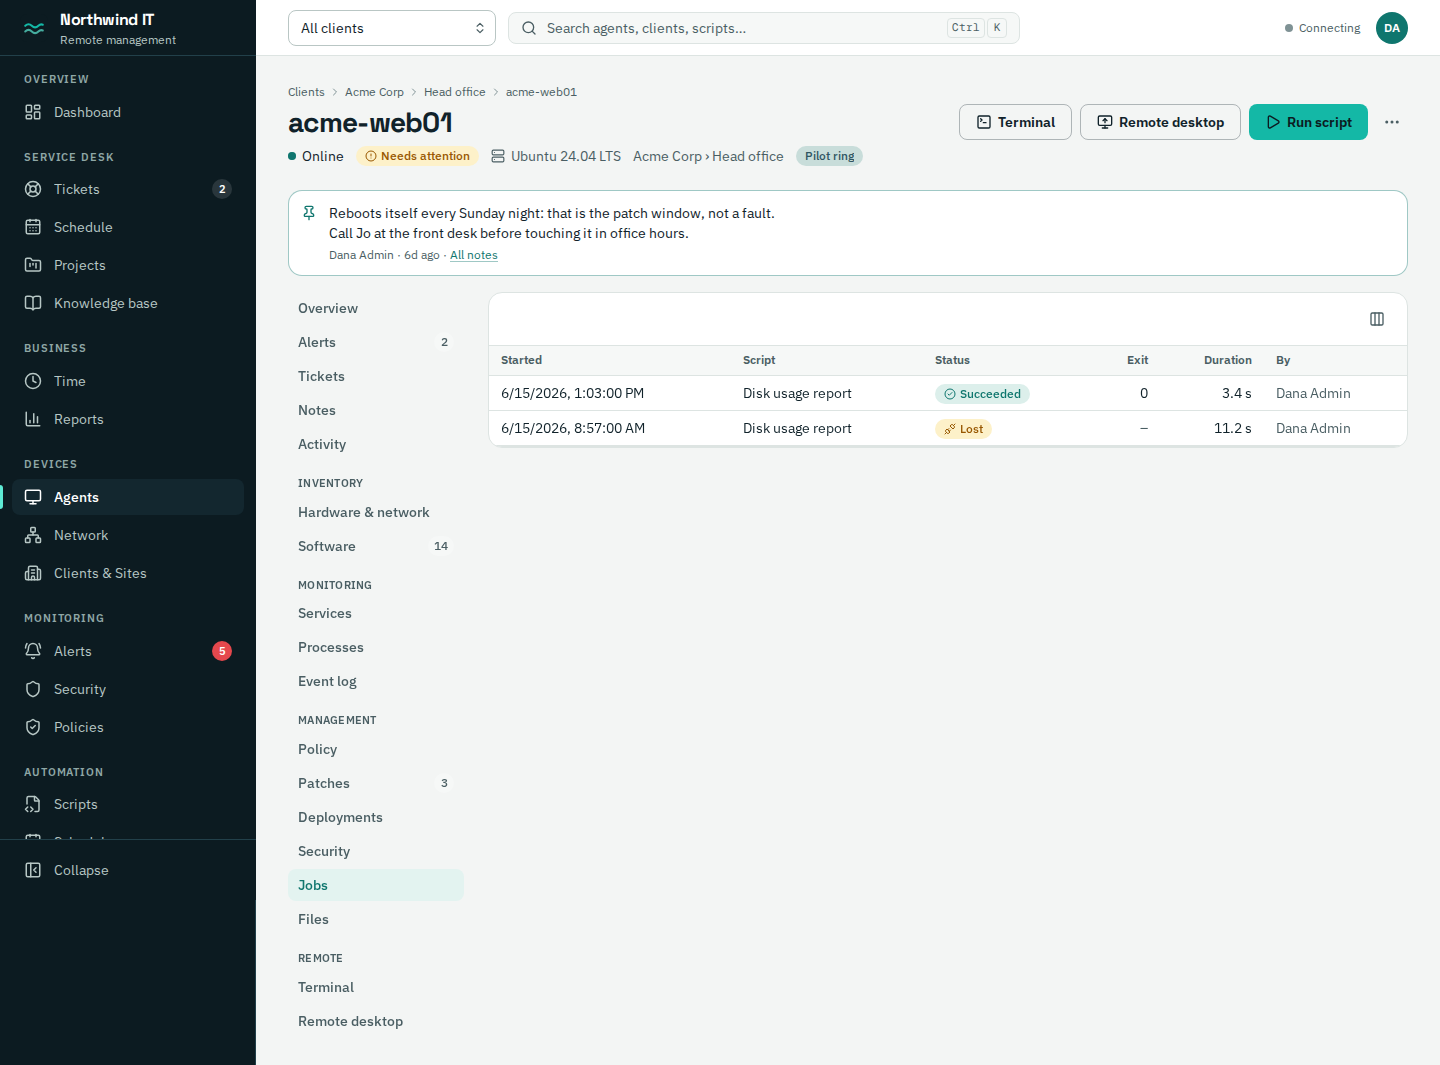 Northwind IT
Remote management
OVERVIEW
Dashboard
SERVICE DESK
Tickets 2
Schedule
Projects
Knowledge base
BUSINESS
Time
Reports
DEVICES
Agents
Network
Clients & Sites
MONITORING
Alerts 5
Security
Policies
AUTOMATION
Scripts
Collapse
All clients
Search agents, clients, scripts...
Ctrl K
Connecting
DA
Clients > Acme Corp > Head office > acme-web01
acme-web01
Terminal
Remote desktop
Run script
Online
Needs attention
Ubuntu 24.04 LTS
Acme Corp › Head office
Pilot ring
Reboots itself every Sunday night: that is the patch window, not a fault.
Call Jo at the front desk before touching it in office hours.
Dana Admin · 6d ago · All notes
Overview
Alerts 2
Tickets
Notes
Activity
INVENTORY
Hardware & network
Software 14
MONITORING
Services
Processes
Event log
MANAGEMENT
Policy
Patches 3
Deployments
Security
Jobs
Files
REMOTE
Terminal
Remote desktop
Started Script Status Exit Duration By
6/15/2026, 1:03:00 PM Disk usage report Succeeded 0 3.4 s Dana Admin
6/15/2026, 8:57:00 AM Disk usage report Lost – 11.2 s Dana Admin